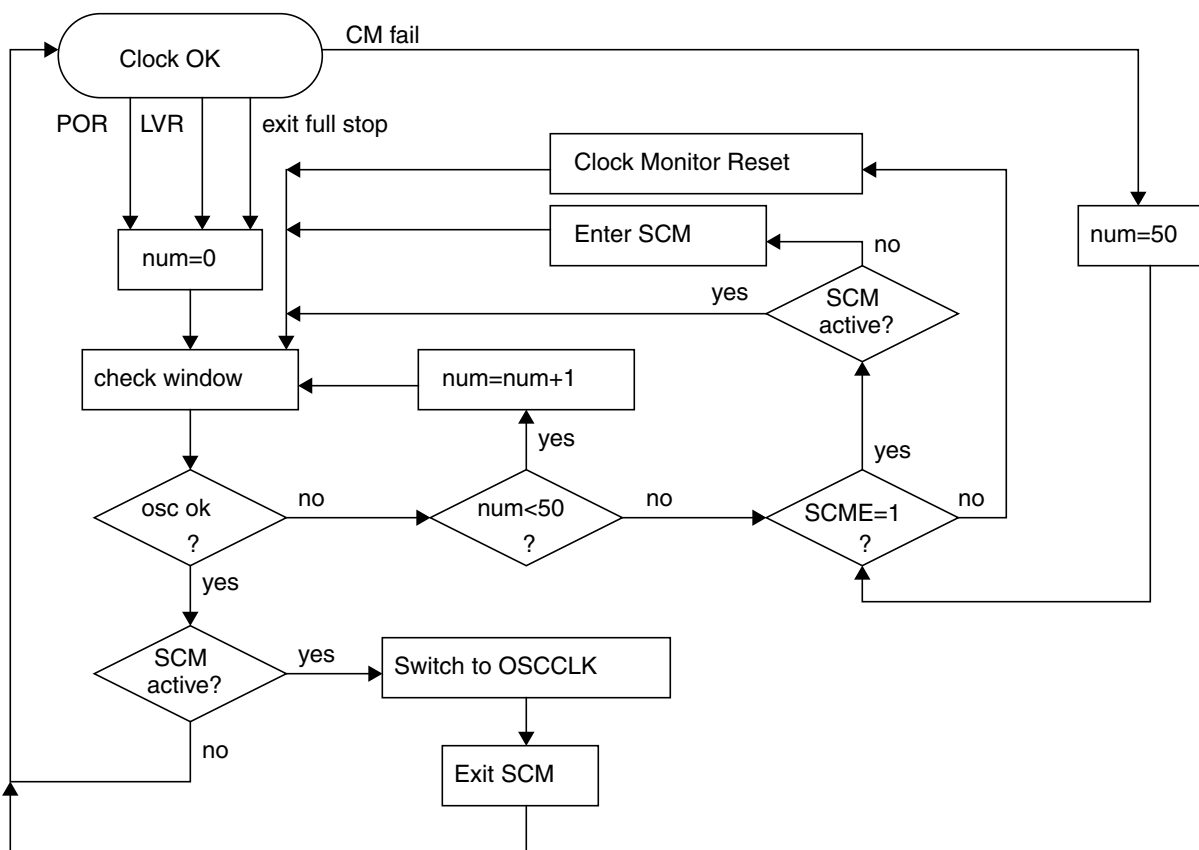 CM fail
Clock OK
POR
LVR
exit full stop
Clock Monitor Reset
num=0
Enter SCM
no
num=50
yes
SCM
active?
check window
num=num+1
yes
yes
osc ok
?
no
num<50
?
no
SCME=1
?
no
yes
SCM
active?
yes
Switch to OSCCLK
no
Exit SCM